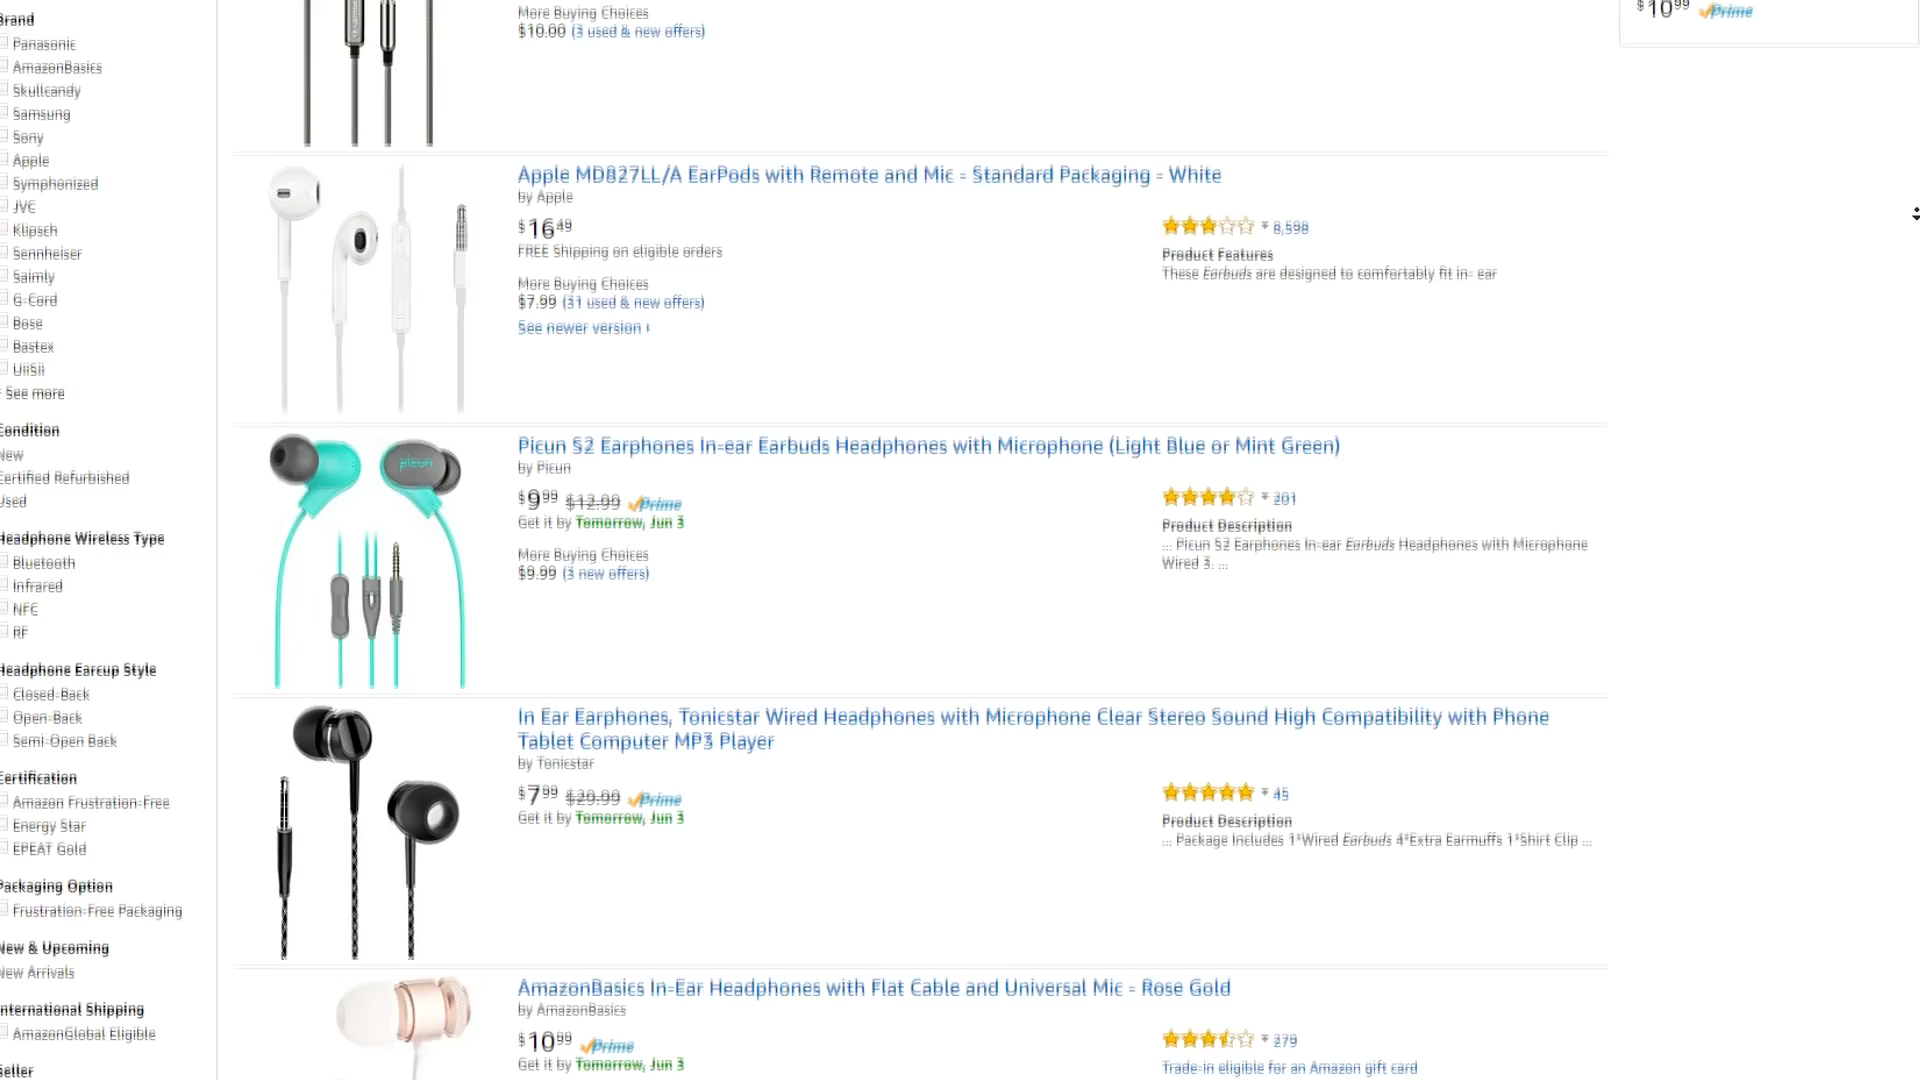 Brand
Panasonic
AmazonBasics
Skullcandy
Samsung
Sony
Apple
Symphonized
JVC
Klipsch
Sennheiser
Saimly
G-Cord
Bose
Bastex
UiiSii
See more
Condition
New
Certified Refurbished
Used
Headphone Wireless Type
Bluetooth
Infrared
NFC
RF
Headphone Earcup Style
Closed-Back
Open-Back
Semi-Open Back
Certification
Amazon Frustration-Free
Energy Star
EPEAT Gold
Packaging Option
Frustration-Free Packaging
New & Upcoming
New Arrivals
International Shipping
AmazonGlobal Eligible
Seller
More Buying Choices
$10.00 (3 used & new offers)
Apple MD827LL/A EarPods with Remote and Mic - Standard Packaging - White
by Apple
$16 49
FREE Shipping on eligible orders
More Buying Choices
$7.99 (31 used & new offers)
See newer version ›
8,598
Product Features
These Earbuds are designed to comfortably fit in- ear
Picun S2 Earphones In-ear Earbuds Headphones with Microphone (Light Blue or Mint Green)
by Picun
$9 99 $12.99 Prime
Get it by Tomorrow, Jun 3
More Buying Choices
$9.99 (3 new offers)
201
Product Description
... Picun S2 Earphones In-ear Earbuds Headphones with Microphone
Wired 3. ...
picun
In Ear Earphones, Tonicstar Wired Headphones with Microphone Clear Stereo Sound High Compatibility with Phone
Tablet Computer MP3 Player
by Tonicstar
$7 99 $29.99 Prime
Get it by Tomorrow, Jun 3
45
Product Description
... Package Includes 1*Wired Earbuds 4*Extra Earmuffs 1*Shirt Clip ...
AmazonBasics In-Ear Headphones with Flat Cable and Universal Mic - Rose Gold
by AmazonBasics
$10 99 Prime
Get it by Tomorrow, Jun 3
279
Trade-in eligible for an Amazon gift card
$10 99 Prime